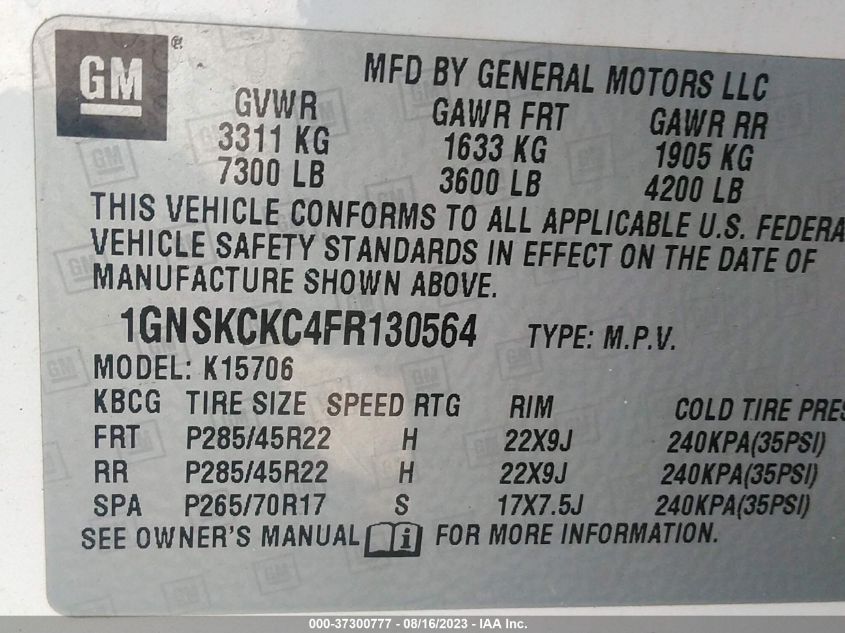 GM ®
MFD BY GENERAL MOTORS LLC
GVWR GAWR FRT GAWR RR
3311 KG 1633 KG 1905 KG
7300 LB 3600 LB 4200 LB
THIS VEHICLE CONFORMS TO ALL APPLICABLE U.S. FEDERA
VEHICLE SAFETY STANDARDS IN EFFECT ON THE DATE OF
MANUFACTURE SHOWN ABOVE.
1GNSKCKC4FR130564 TYPE: M.P.V.
MODEL: K15706
KBCG TIRE SIZE SPEED RTG RIM COLD TIRE PRES
FRT P285/45R22 H 22X9J 240KPA(35PSI)
RR P285/45R22 H 22X9J 240KPA(35PSI)
SPA P265/70R17 S 17X7.5J 240KPA(35PSI)
SEE OWNER'S MANUAL i FOR MORE INFORMATION.
000-37300777 - 08/16/2023 - IAA Inc.